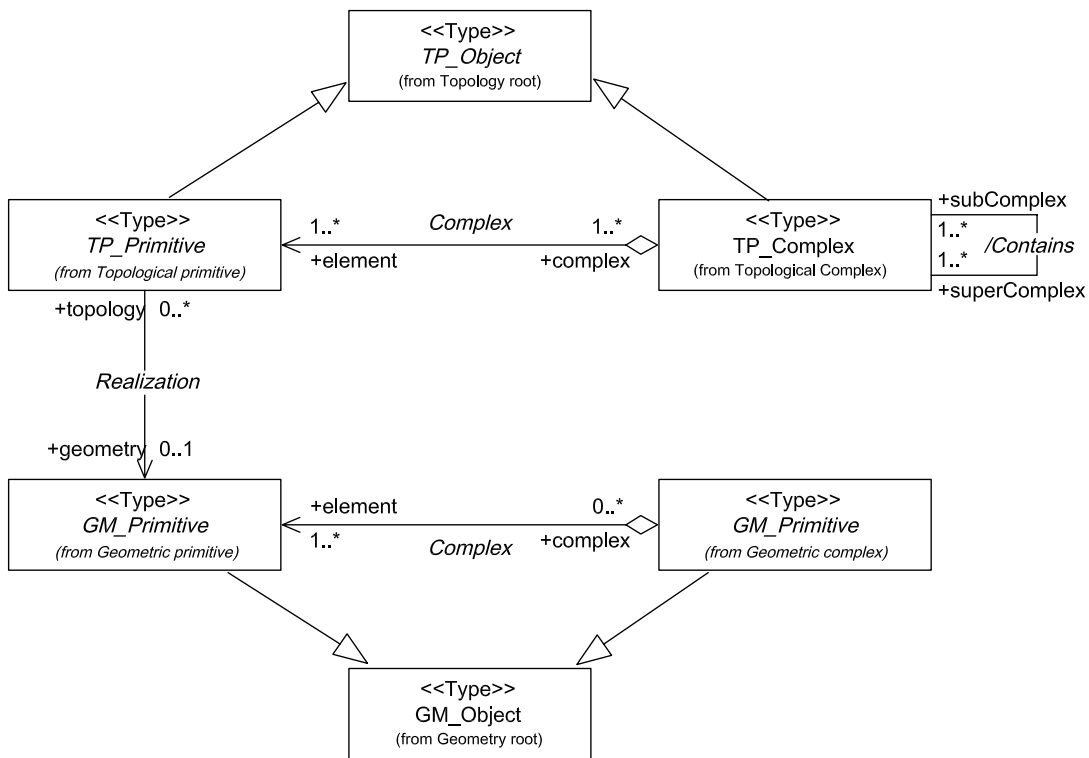 <<Type>>
TP_Object
(from Topology root)
<<Type>>
TP_Primitive
(from Topological primitive)
1..*
+element
Complex
1..*
+complex
<<Type>>
TP_Complex
(from Topological Complex)
+subComplex
1..*
/Contains
1..*
+superComplex
+topology 0..*
Realization
+geometry 0..1
<<Type>>
GM_Primitive
(from Geometric primitive)
+element
1..*
Complex
0..*
+complex
<<Type>>
GM_Primitive
(from Geometric complex)
<<Type>>
GM_Object
(from Geometry root)